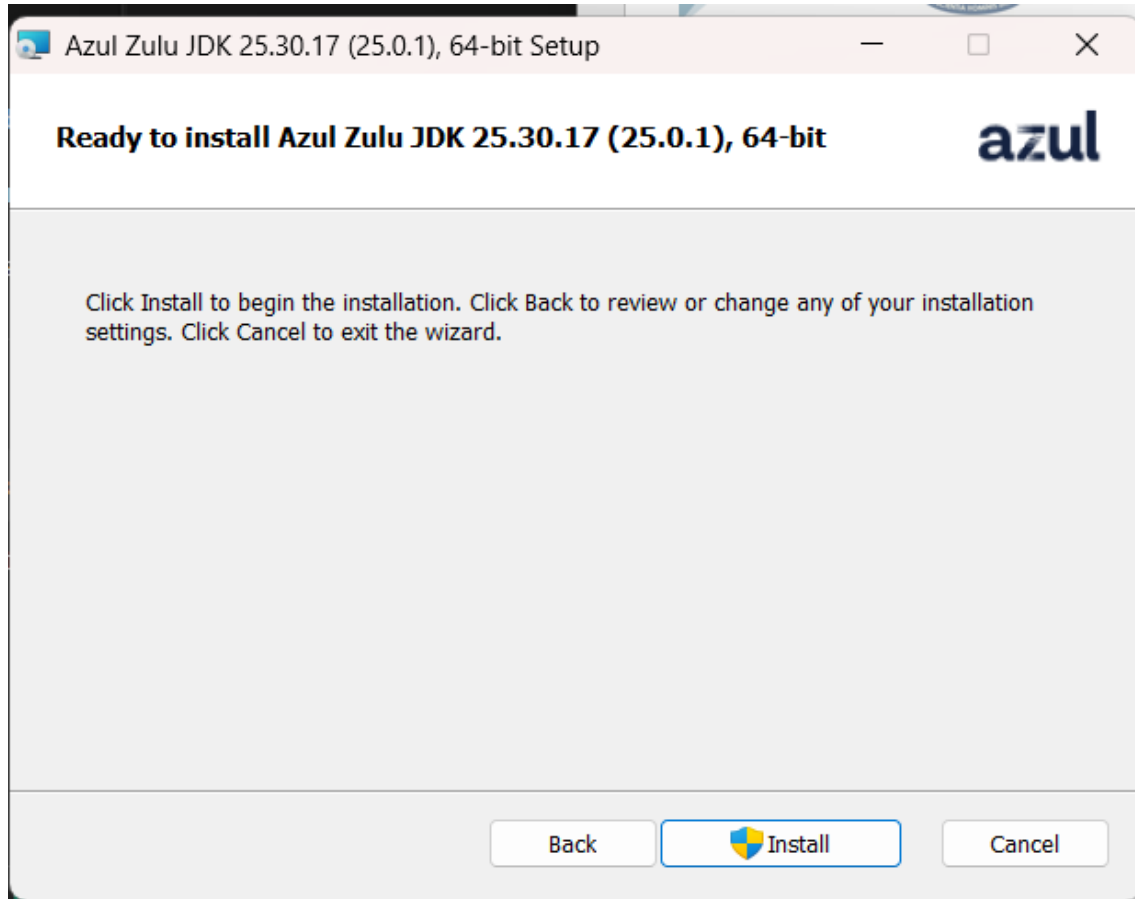 Azul Zulu JDK 25.30.17 (25.0.1), 64-bit Setup
Ready to install Azul Zulu JDK 25.30.17 (25.0.1), 64-bit
azul
Click Install to begin the installation. Click Back to review or change any of your installation
settings. Click Cancel to exit the wizard.
Back
Install
Cancel